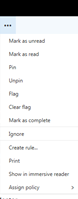 Mark as unread
Mark as read
Pin
Unpin
Flag
Clear flag
Mark as complete
Ignore
Create rule...
Print
Show in immersive reader
Assign policy